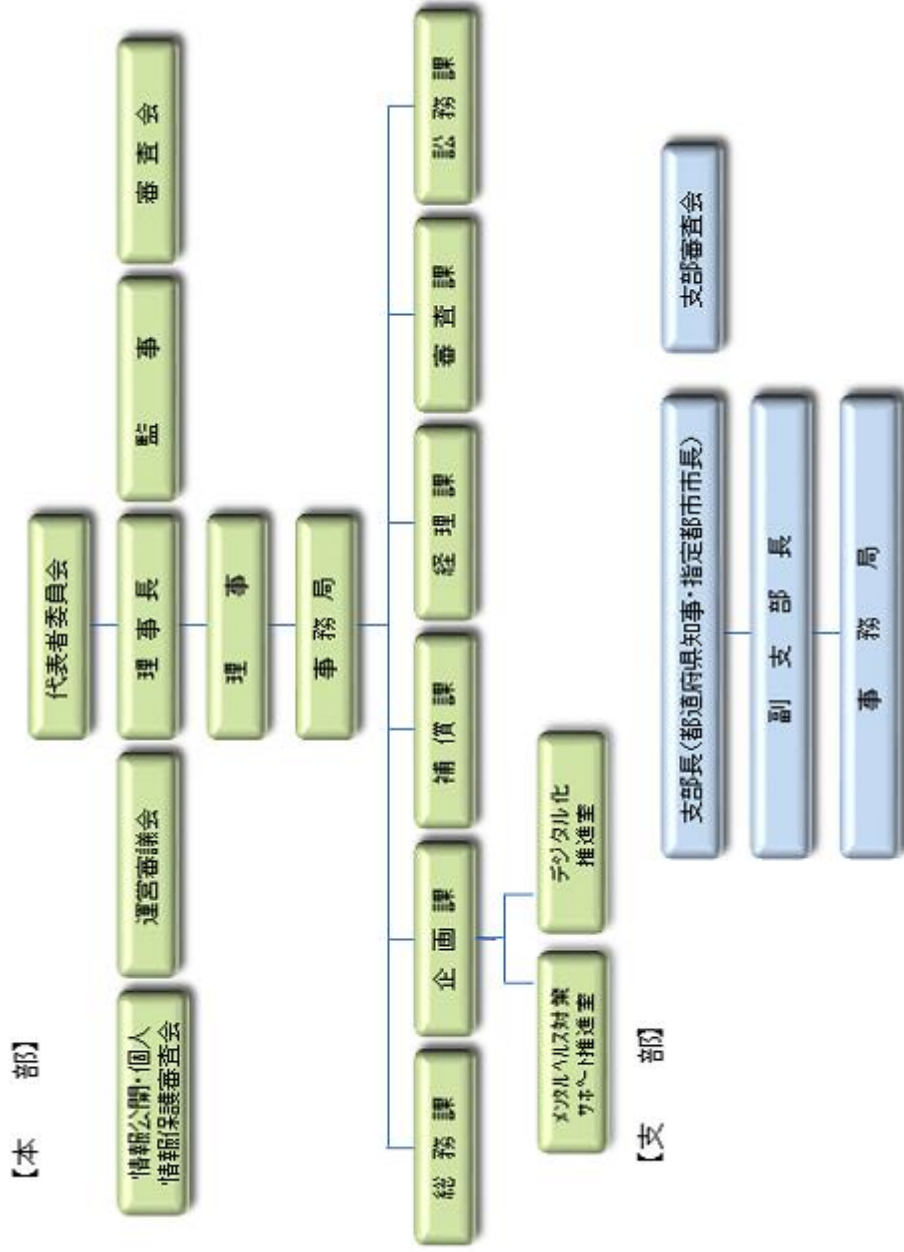 【本　部】
代表者委員会
情報公開・個人
情報保護審査会
運営審議会
理 事 長
監 事
審 査 会
理 事
事 務 局
総 務 課
企 画 課
補 償 課
経 理 課
審 査 課
訟 務 課
メンタルヘルス対策
サポート推進室
デジタル化
推進室
【支　部】
支部長(都道府県知事・指定都市市長)
支部審査会
副 支 部 長
事 務 局